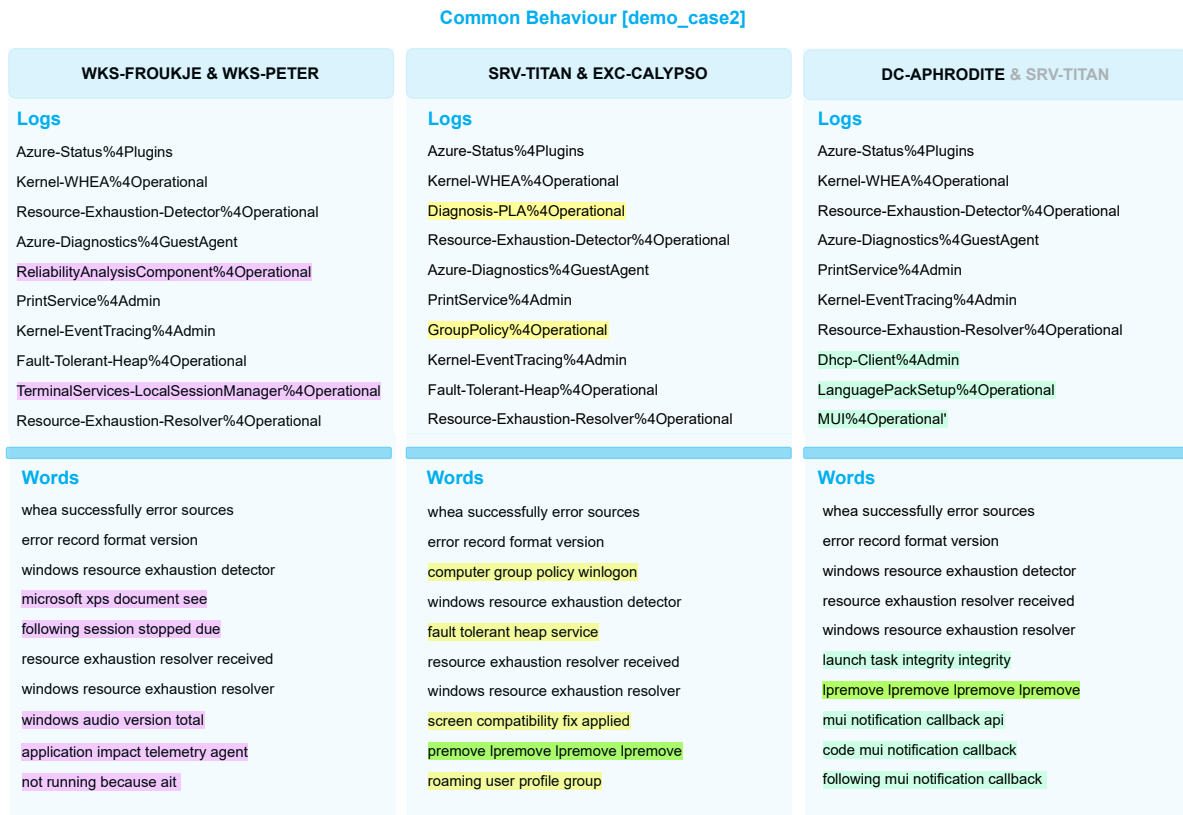 Common Behaviour [demo_case2]
WKS-FROUKJE & WKS-PETER
Logs
Azure-Status%4Plugins
Kernel-WHEA%4Operational
Resource-Exhaustion-Detector%4Operational
Azure-Diagnostics%4GuestAgent
ReliabilityAnalysisComponent%4Operational
PrintService%4Admin
Kernel-EventTracing%4Admin
Fault-Tolerant-Heap%4Operational
TerminalServices-LocalSessionManager%4Operational
Resource-Exhaustion-Resolver%4Operational
Words
whea successfully error sources
error record format version
windows resource exhaustion detector
microsoft xps document see
following session stopped due
resource exhaustion resolver received
windows resource exhaustion resolver
windows audio version total
application impact telemetry agent
not running because ait
SRV-TITAN & EXC-CALYPSO
Logs
Azure-Status%4Plugins
Kernel-WHEA%4Operational
Diagnosis-PLA%4Operational
Resource-Exhaustion-Detector%4Operational
Azure-Diagnostics%4GuestAgent
PrintService%4Admin
GroupPolicy%4Operational
Kernel-EventTracing%4Admin
Fault-Tolerant-Heap%4Operational
Resource-Exhaustion-Resolver%4Operational
Words
whea successfully error sources
error record format version
computer group policy winlogon
windows resource exhaustion detector
fault tolerant heap service
resource exhaustion resolver received
windows resource exhaustion resolver
screen compatibility fix applied
premove lpremove lpremove lpremove
roaming user profile group
DC-APHRODITE & SRV-TITAN
Logs
Azure-Status%4Plugins
Kernel-WHEA%4Operational
Resource-Exhaustion-Detector%4Operational
Azure-Diagnostics%4GuestAgent
PrintService%4Admin
Kernel-EventTracing%4Admin
Resource-Exhaustion-Resolver%4Operational
Dhcp-Client%4Admin
LanguagePackSetup%4Operational
MUI%4Operational'
Words
whea successfully error sources
error record format version
windows resource exhaustion detector
resource exhaustion resolver received
windows resource exhaustion resolver
launch task integrity integrity
lpremove lpremove lpremove lpremove
mui notification callback api
code mui notification callback
following mui notification callback